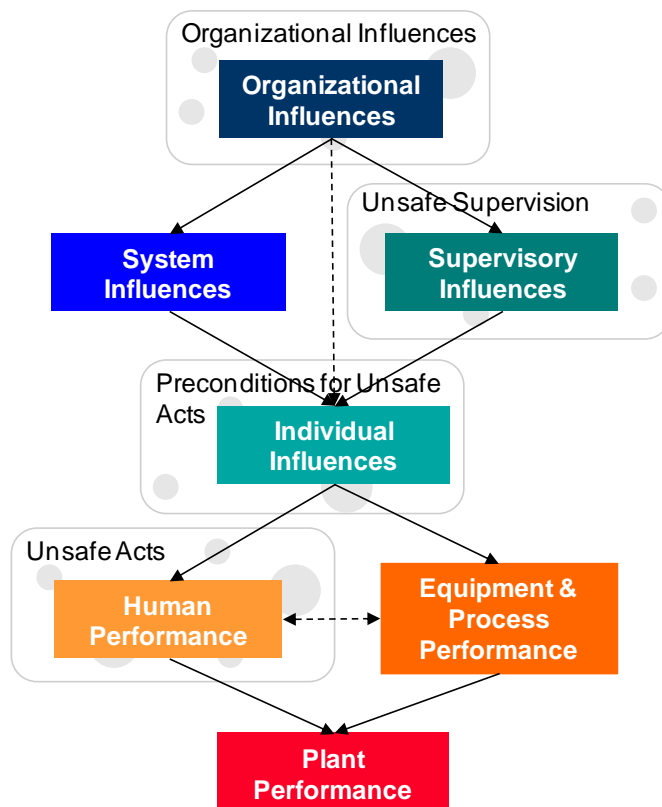 Organizational Influences
Organizational
Influences
Unsafe Supervision
System
Influences
Supervisory
Influences
Preconditions for Unsafe
Acts
Individual
Influences
Unsafe Acts
Human
Performance
Equipment &
Process
Performance
Plant
Performance